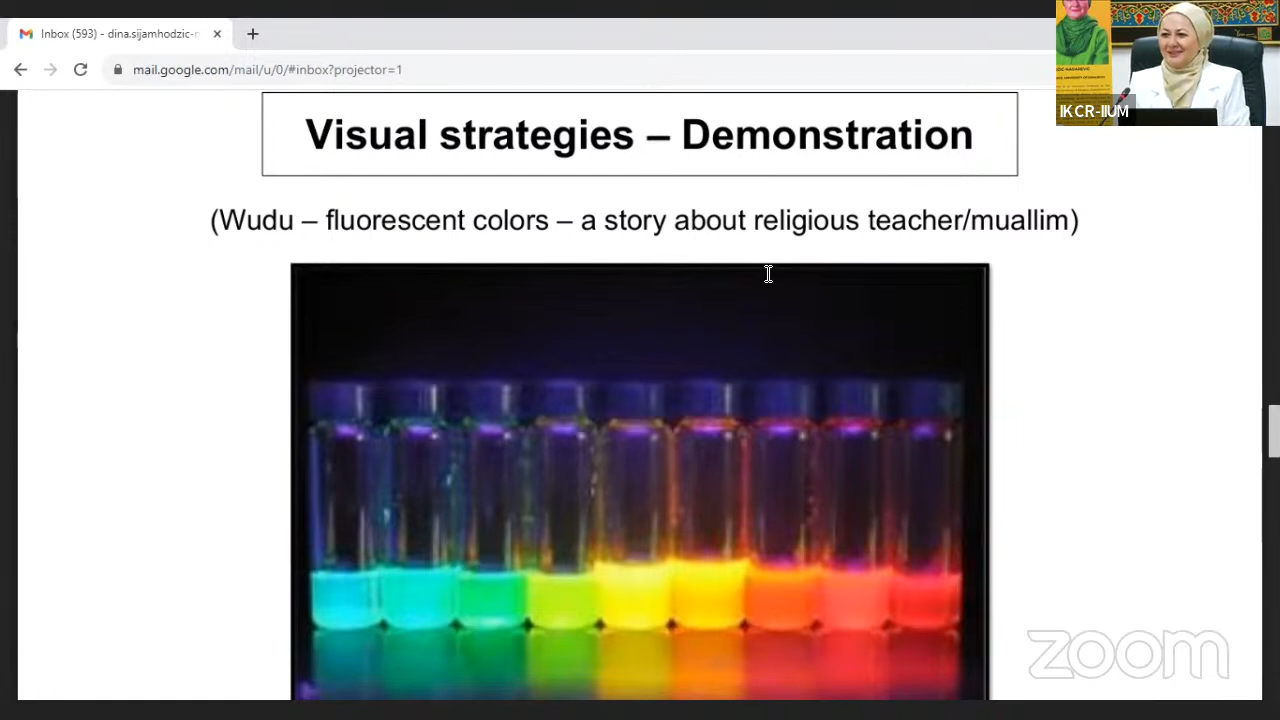 Inbox (593) - dina.sijamhodzic-
mail.google.com/mail/u/0/#inbox?projector=1
IKCR-IIUM
Visual strategies – Demonstration
(Wudu – fluorescent colors – a story about religious teacher/muallim)
zoom